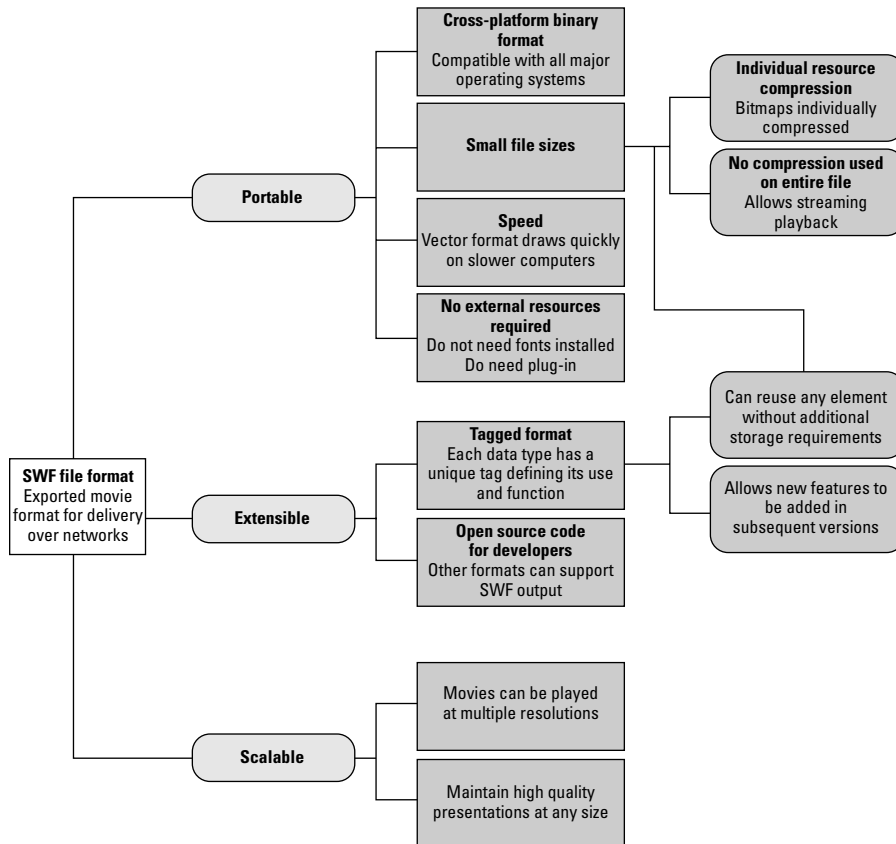 SWF file format
Exported movie
format for delivery
over networks
Portable
Cross-platform binary
format
Compatible with all major
operating systems
Small file sizes
Individual resource
compression
Bitmaps individually
compressed
No compression used
on entire file
Allows streaming
playback
Speed
Vector format draws quickly
on slower computers
No external resources
required
Do not need fonts installed
Do need plug-in
Extensible
Tagged format
Each data type has a
unique tag defining its use
and function
Can reuse any element
without additional
storage requirements
Allows new features to
be added in
subsequent versions
Open source code
for developers
Other formats can support
SWF output
Scalable
Movies can be played
at multiple resolutions
Maintain high quality
presentations at any size